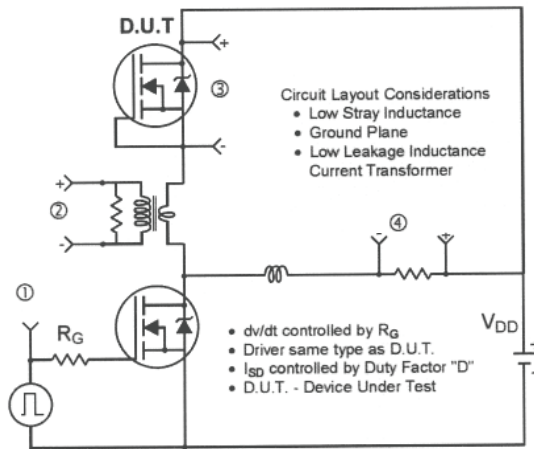 D.U.T
+
③
-
Circuit Layout Considerations
• Low Stray Inductance
• Ground Plane
• Low Leakage Inductance
Current Transformer
+
②
-
④
-
+
①
RG
• dv/dt controlled by RG
• Driver same type as D.U.T.
• ISD controlled by Duty Factor "D"
• D.U.T. - Device Under Test
VDD
+
-